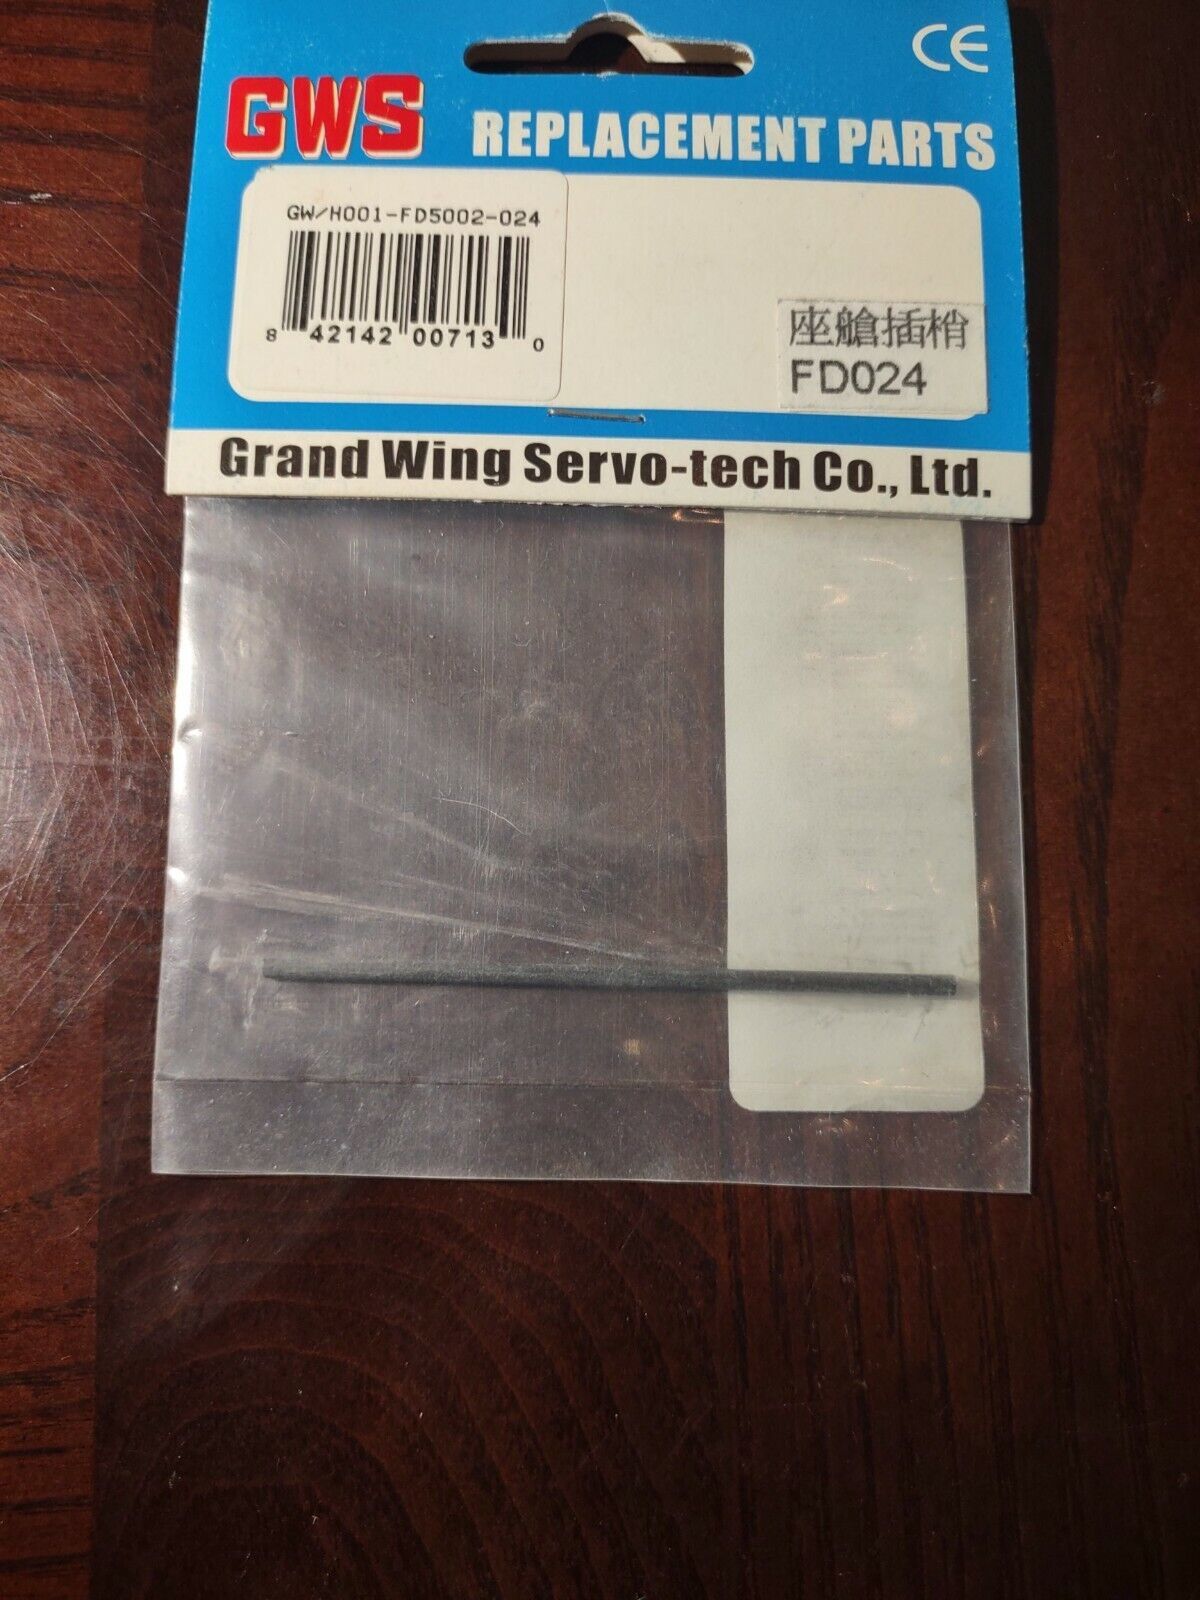 CE
GWS REPLACEMENT PARTS
GW/H001-FD5002-024
8 42142 00713 0
座艙插梢
FD024
Grand Wing Servo-tech Co., Ltd.